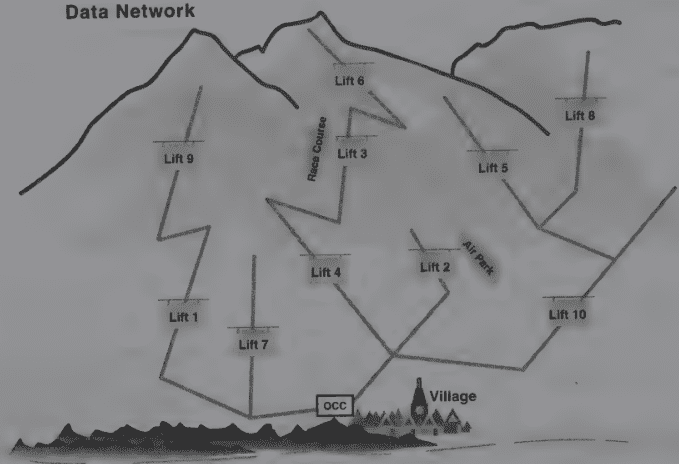 Data Network
Lift 6
Lift 8
Lift 9
Race Course
Lift 3
Lift 5
Lift 4
Lift 2
Air Park
Lift 1
Lift 7
Lift 10
OCC
Village